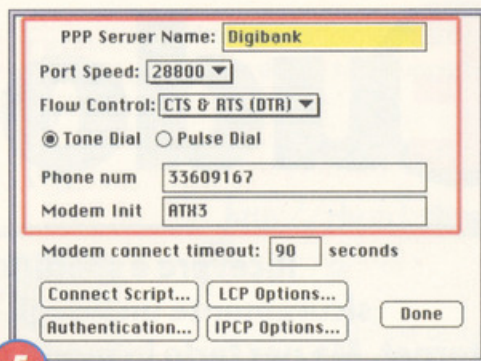 PPP Server Name: Digibank
Port Speed: 28800
Flow Control: CTS & RTS (DTR)
Tone Dial Pulse Dial
Phone num 33609167
Modem Init ATX3
Modem connect timeout: 90 seconds
Connect Script... LCP Options...
Done
Authentication... IPCP Options...
5